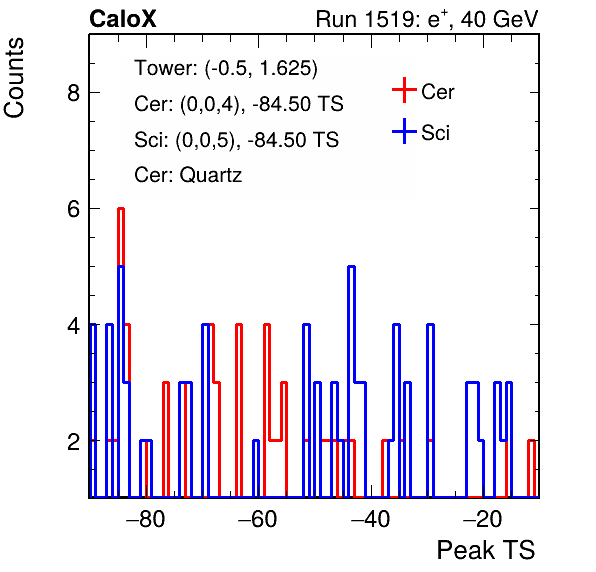 CaloX Run 1519: e+, 40 GeV
Counts
Tower: (-0.5, 1.625)
Cer: (0,0,4), -84.50 TS
Sci: (0,0,5), -84.50 TS
Cer: Quartz
Cer
Sci
8
6
4
2
−80 −60 −40 −20
Peak TS